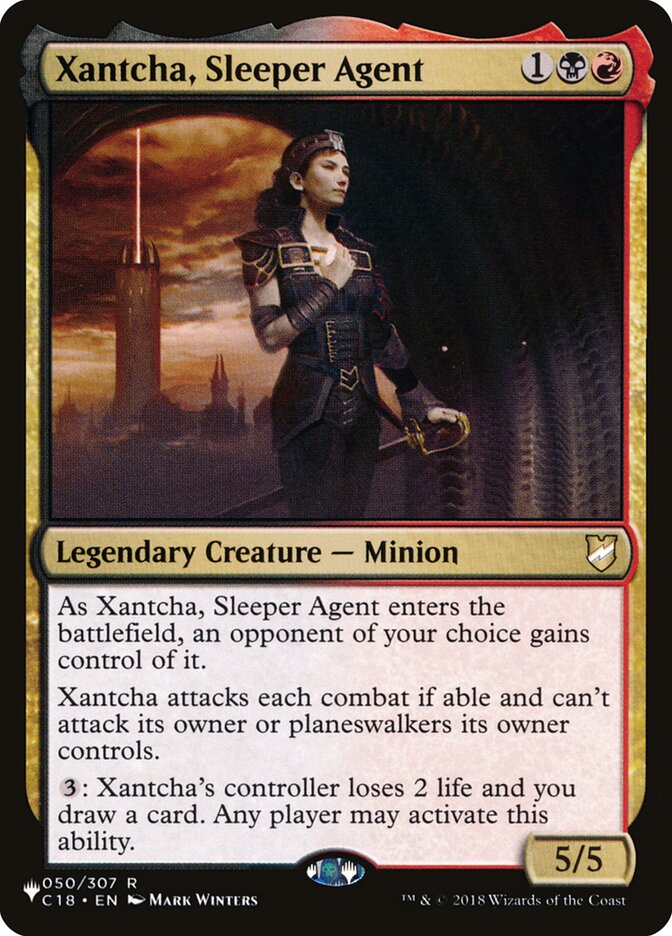 Xantcha, Sleeper Agent 1
Legendary Creature — Minion
As Xantcha, Sleeper Agent enters the
battlefield, an opponent of your choice gains
control of it.
Xantcha attacks each combat if able and can't
attack its owner or planeswalkers its owner
controls.
3: Xantcha's controller loses 2 life and you
draw a card. Any player may activate this
ability.
5/5
050/307 R
C18 • EN Mark Winters
™ & © 2018 Wizards of the Coast